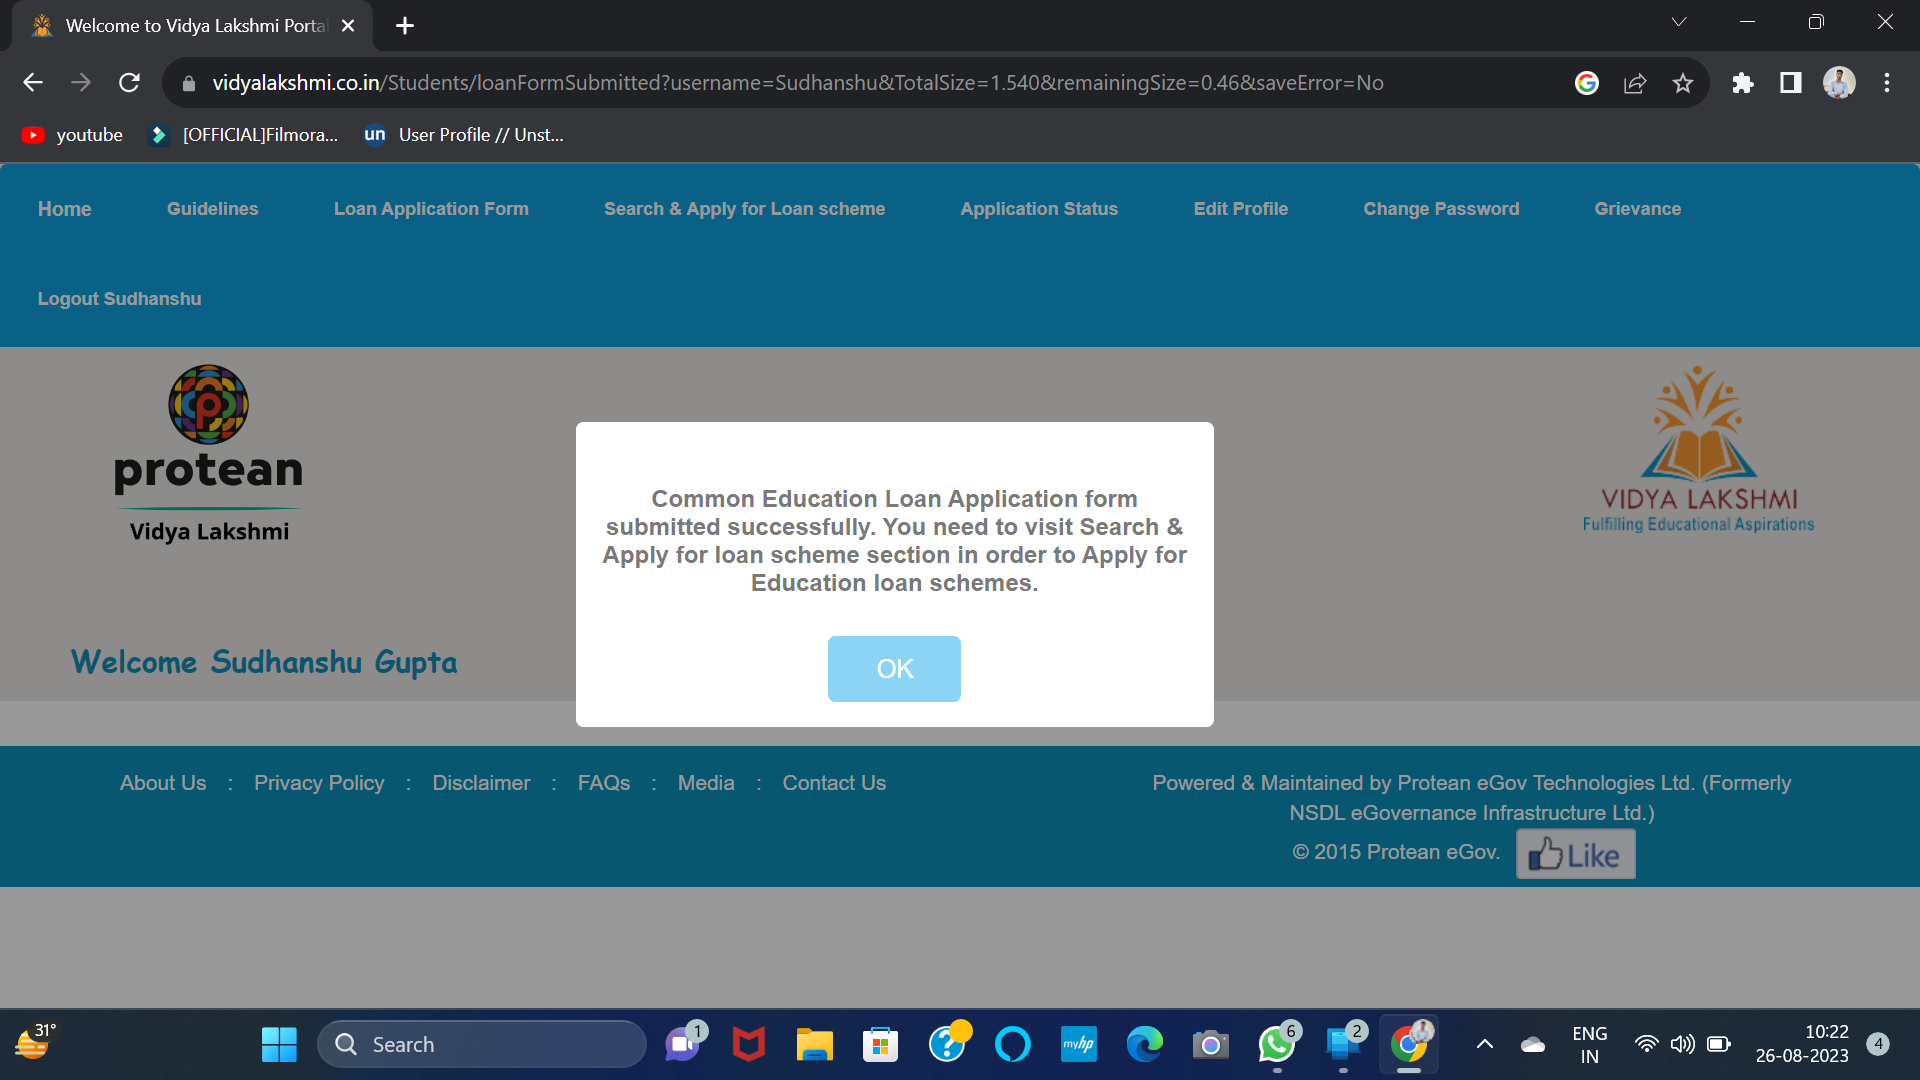 Welcome to Vidya Lakshmi Porta
vidyalakshmi.co.in/Students/loanFormSubmitted?username=Sudhanshu&TotalSize=1.540&remainingSize=0.46&saveError=No
youtube
[OFFICIAL]Filmora...
un
User Profile // Unst...
Home
Guidelines
Loan Application Form
Search & Apply for Loan scheme
Application Status
Edit Profile
Change Password
Grievance
Logout Sudhanshu
protean
Vidya Lakshmi
VIDYA LAKSHMI
Fulfilling Educational Aspirations
Common Education Loan Application form
submitted successfully. You need to visit Search &
Apply for loan scheme section in order to Apply for
Education loan schemes.
OK
Welcome Sudhanshu Gupta
About Us : Privacy Policy : Disclaimer : FAQs : Media : Contact Us
Powered & Maintained by Protean eGov Technologies Ltd. (Formerly
NSDL eGovernance Infrastructure Ltd.)
© 2015 Protean eGov.
Like
31°
Search
1
myhp
6
2
ENG
IN
10:22
26-08-2023
4